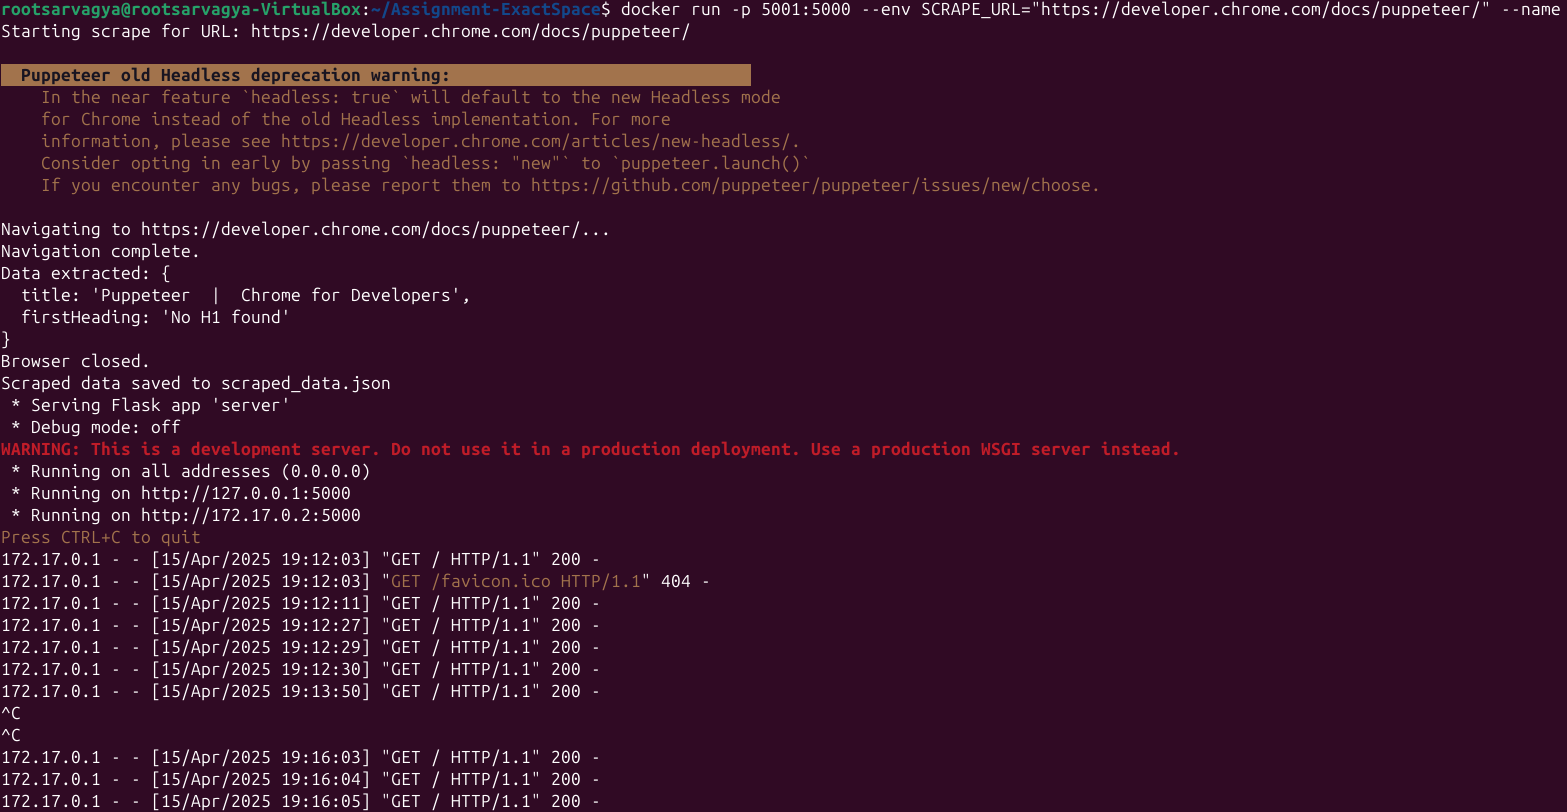 rootsarvagya@rootsarvagya-VirtualBox:~/Assignment-ExactSpace$ docker run -p 5001:5000 --env SCRAPE_URL="https://developer.chrome.com/docs/puppeteer/" --name
Starting scrape for URL: https://developer.chrome.com/docs/puppeteer/
Puppeteer old Headless deprecation warning:
In the near feature `headless: true` will default to the new Headless mode
for Chrome instead of the old Headless implementation. For more
information, please see https://developer.chrome.com/articles/new-headless/.
Consider opting in early by passing `headless: "new"` to `puppeteer.launch()`
If you encounter any bugs, please report them to https://github.com/puppeteer/puppeteer/issues/new/choose.
Navigating to https://developer.chrome.com/docs/puppeteer/...
Navigation complete.
Data extracted: {
  title: 'Puppeteer  |  Chrome for Developers',
  firstHeading: 'No H1 found'
}
Browser closed.
Scraped data saved to scraped_data.json
 * Serving Flask app 'server'
 * Debug mode: off
WARNING: This is a development server. Do not use it in a production deployment. Use a production WSGI server instead.
 * Running on all addresses (0.0.0.0)
 * Running on http://127.0.0.1:5000
 * Running on http://172.17.0.2:5000
Press CTRL+C to quit
172.17.0.1 - - [15/Apr/2025 19:12:03] "GET / HTTP/1.1" 200 -
172.17.0.1 - - [15/Apr/2025 19:12:03] "GET /favicon.ico HTTP/1.1" 404 -
172.17.0.1 - - [15/Apr/2025 19:12:11] "GET / HTTP/1.1" 200 -
172.17.0.1 - - [15/Apr/2025 19:12:27] "GET / HTTP/1.1" 200 -
172.17.0.1 - - [15/Apr/2025 19:12:29] "GET / HTTP/1.1" 200 -
172.17.0.1 - - [15/Apr/2025 19:12:30] "GET / HTTP/1.1" 200 -
172.17.0.1 - - [15/Apr/2025 19:13:50] "GET / HTTP/1.1" 200 -
^C
^C
172.17.0.1 - - [15/Apr/2025 19:16:03] "GET / HTTP/1.1" 200 -
172.17.0.1 - - [15/Apr/2025 19:16:04] "GET / HTTP/1.1" 200 -
172.17.0.1 - - [15/Apr/2025 19:16:05] "GET / HTTP/1.1" 200 -